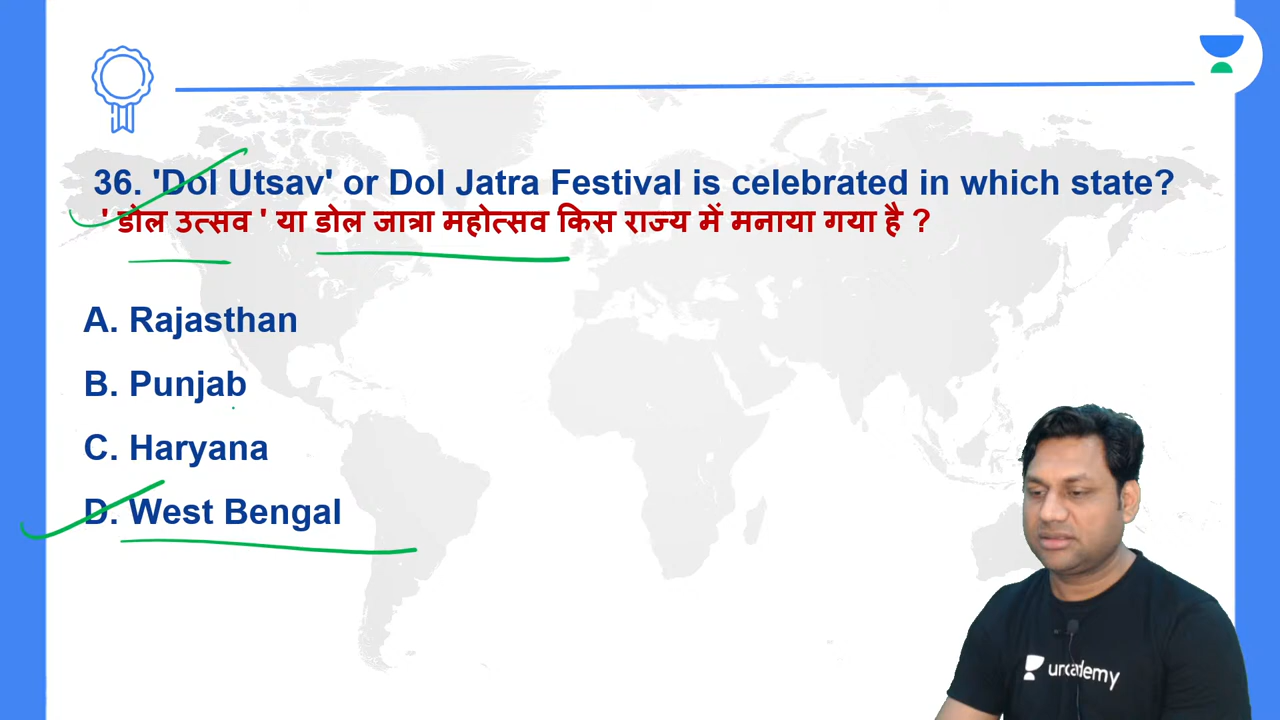 36. 'Dol Utsav' or Dol Jatra Festival is celebrated in which state?
' डोल उत्सव ' या डोल जात्रा महोत्सव किस राज्य में मनाया गया है ?
A. Rajasthan
B. Punjab
C. Haryana
D. West Bengal
unacademy